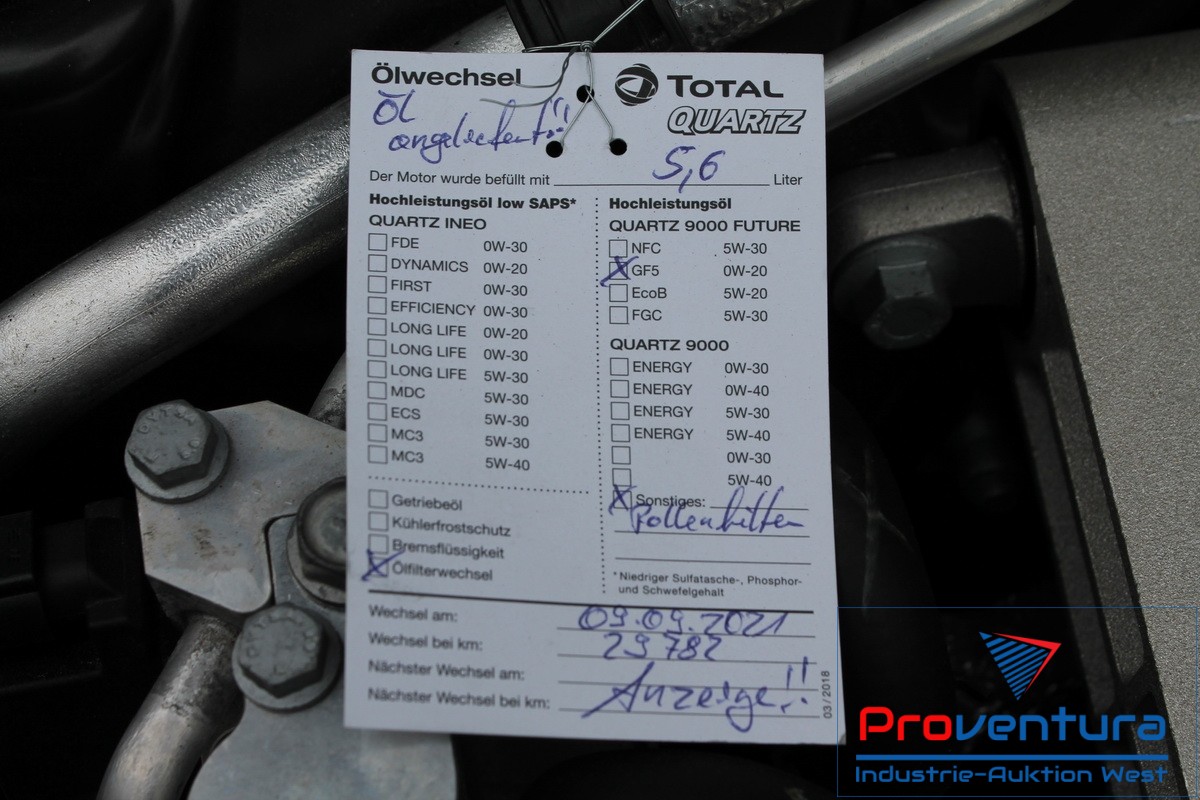 Ölwechsel
TOTAL
QUARTZ
Öl
angeliefert!!
Der Motor wurde befüllt mit 5,6 Liter
Hochleistungsöl low SAPS*
QUARTZ INEO
FDE 0W-30
DYNAMICS 0W-20
FIRST 0W-30
EFFICIENCY 0W-30
LONG LIFE 0W-20
LONG LIFE 0W-30
LONG LIFE 5W-30
MDC 5W-30
ECS 5W-30
MC3 5W-30
MC3 5W-40
Getriebeöl
Kühlerfrostschutz
Bremsflüssigkeit
X Ölfilterwechsel
Hochleistungsöl
QUARTZ 9000 FUTURE
NFC 5W-30
X GF5 0W-20
EcoB 5W-20
FGC 5W-30
QUARTZ 9000
ENERGY 0W-30
ENERGY 0W-40
ENERGY 5W-30
ENERGY 5W-40
0W-30
5W-40
X Sonstiges:
Pollenfilter
*Niedriger Sulfatasche-, Phosphor-
und Schwefelgehalt
Wechsel am: 09.09.2021
Wechsel bei km: 29782
Nächster Wechsel am:
Nächster Wechsel bei km: Anzeige!!
03/2018
Proventura
Industrie-Auktion West